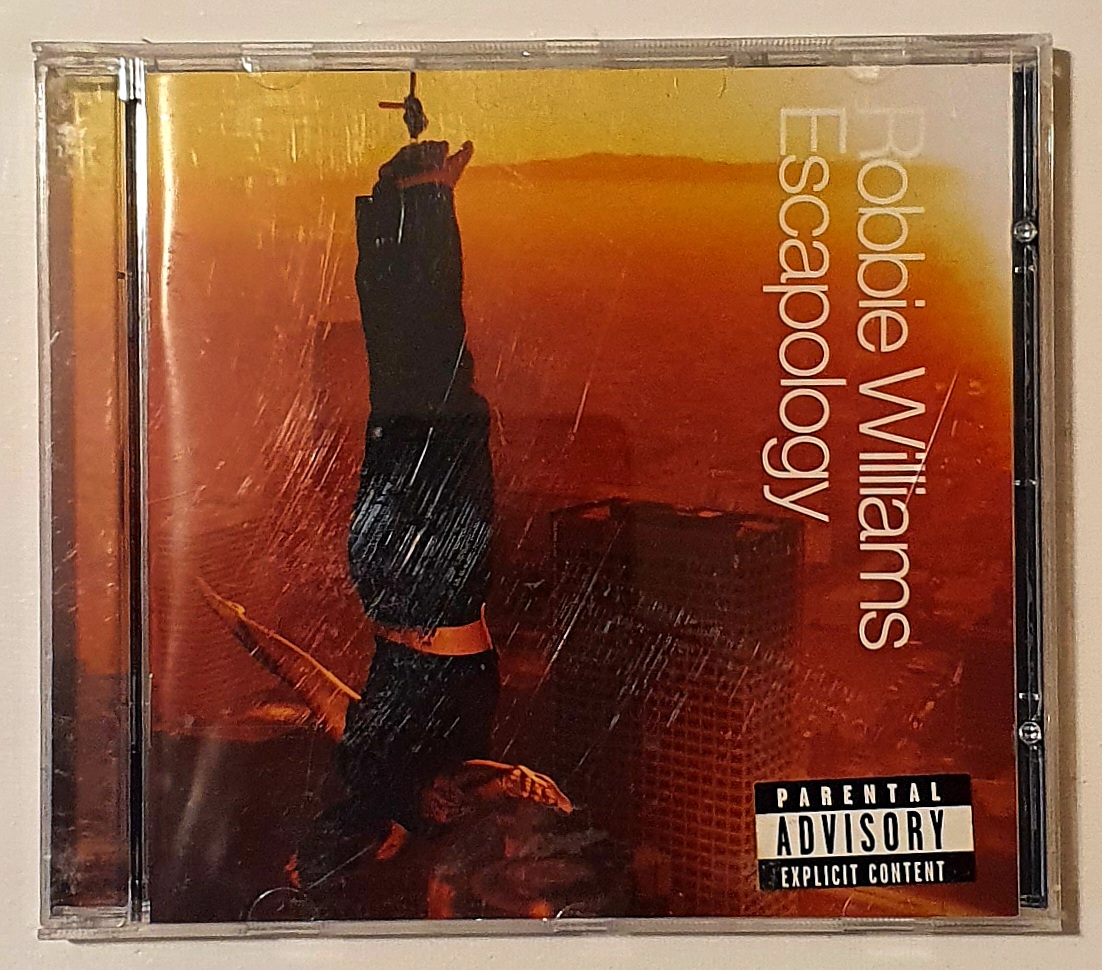 Robbie Williams
Escapology
PARENTAL
ADVISORY
EXPLICIT CONTENT